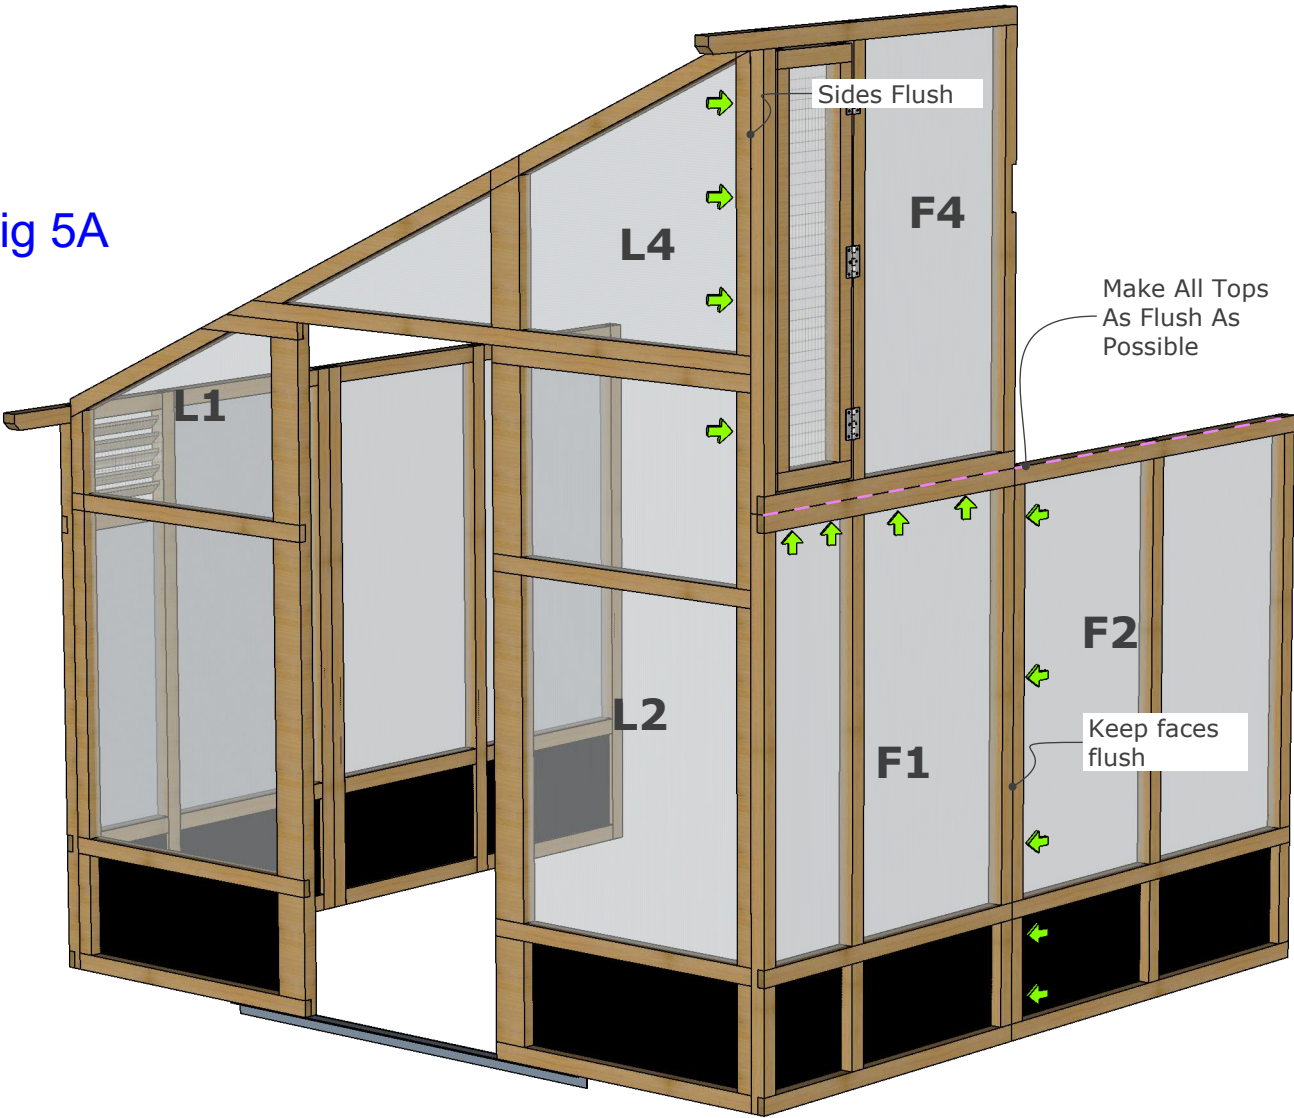 ig 5A
Sides Flush
L4
F4
Make All Tops
As Flush As
Possible
L1
F2
L2
F1
Keep faces
flush